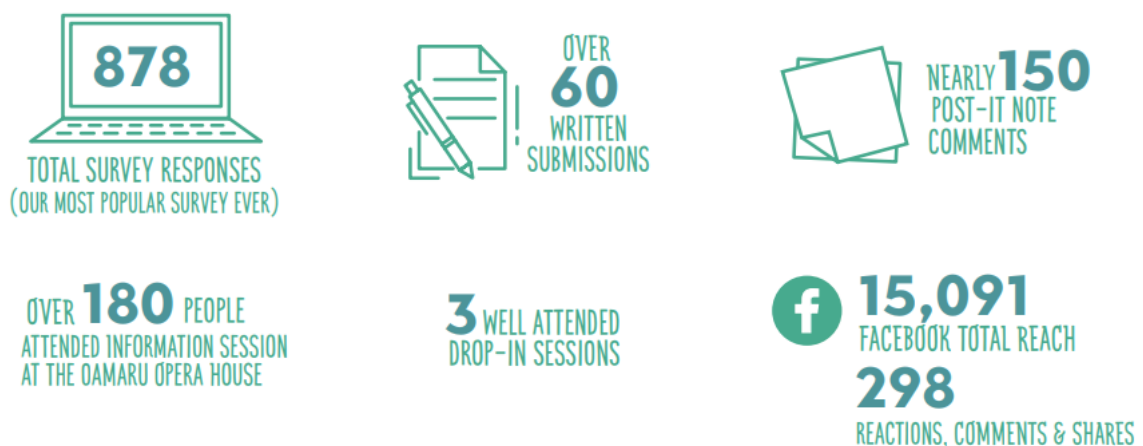 878
TOTAL SURVEY RESPONSES
(OUR MOST POPULAR SURVEY EVER)
OVER
60
WRITTEN
SUBMISSIONS
NEARLY 150
POST-IT NOTE
COMMENTS
OVER 180 PEOPLE
ATTENDED INFORMATION SESSION
AT THE OAMARU OPERA HOUSE
3 WELL ATTENDED
DROP-IN SESSIONS
f
15,091
FACEBOOK TOTAL REACH
298
REACTIONS, COMMENTS & SHARES